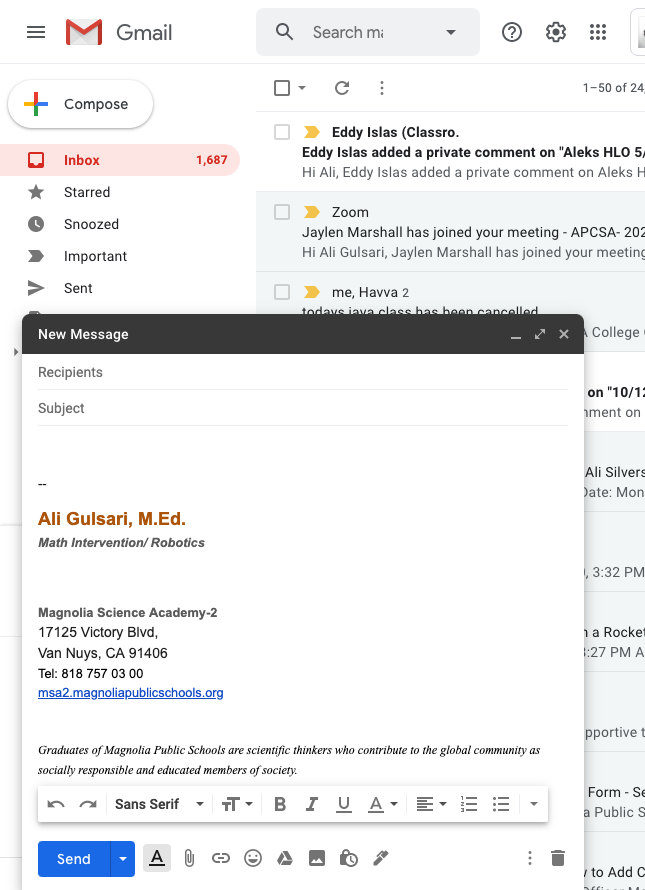 Gmail
Search ma
Compose
1–50 of 24,
Inbox 1,687
Starred
Snoozed
Important
Sent
Eddy Islas (Classro.
Eddy Islas added a private comment on "Aleks HLO 5/
Hi Ali, Eddy Islas added a private comment on Aleks H
Zoom
Jaylen Marshall has joined your meeting - APCSA- 202
Hi Ali Gulsari, Jaylen Marshall has joined your meeting
me, Havva 2
todays java class has been cancelled
A College
on "10/12
mment on
Ali Silvers
Date: Mon
, 3:32 PM
n a Rocket
:27 PM A
pportive t
Form - Se
a Public S
to Add C
New Message
Recipients
Subject
--
Ali Gulsari, M.Ed.
Math Intervention/ Robotics
Magnolia Science Academy-2
17125 Victory Blvd,
Van Nuys, CA 91406
Tel: 818 757 03 00
msa2.magnoliapublicschools.org
Graduates of Magnolia Public Schools are scientific thinkers who contribute to the global community as
socially responsible and educated members of society.
Sans Serif
Send